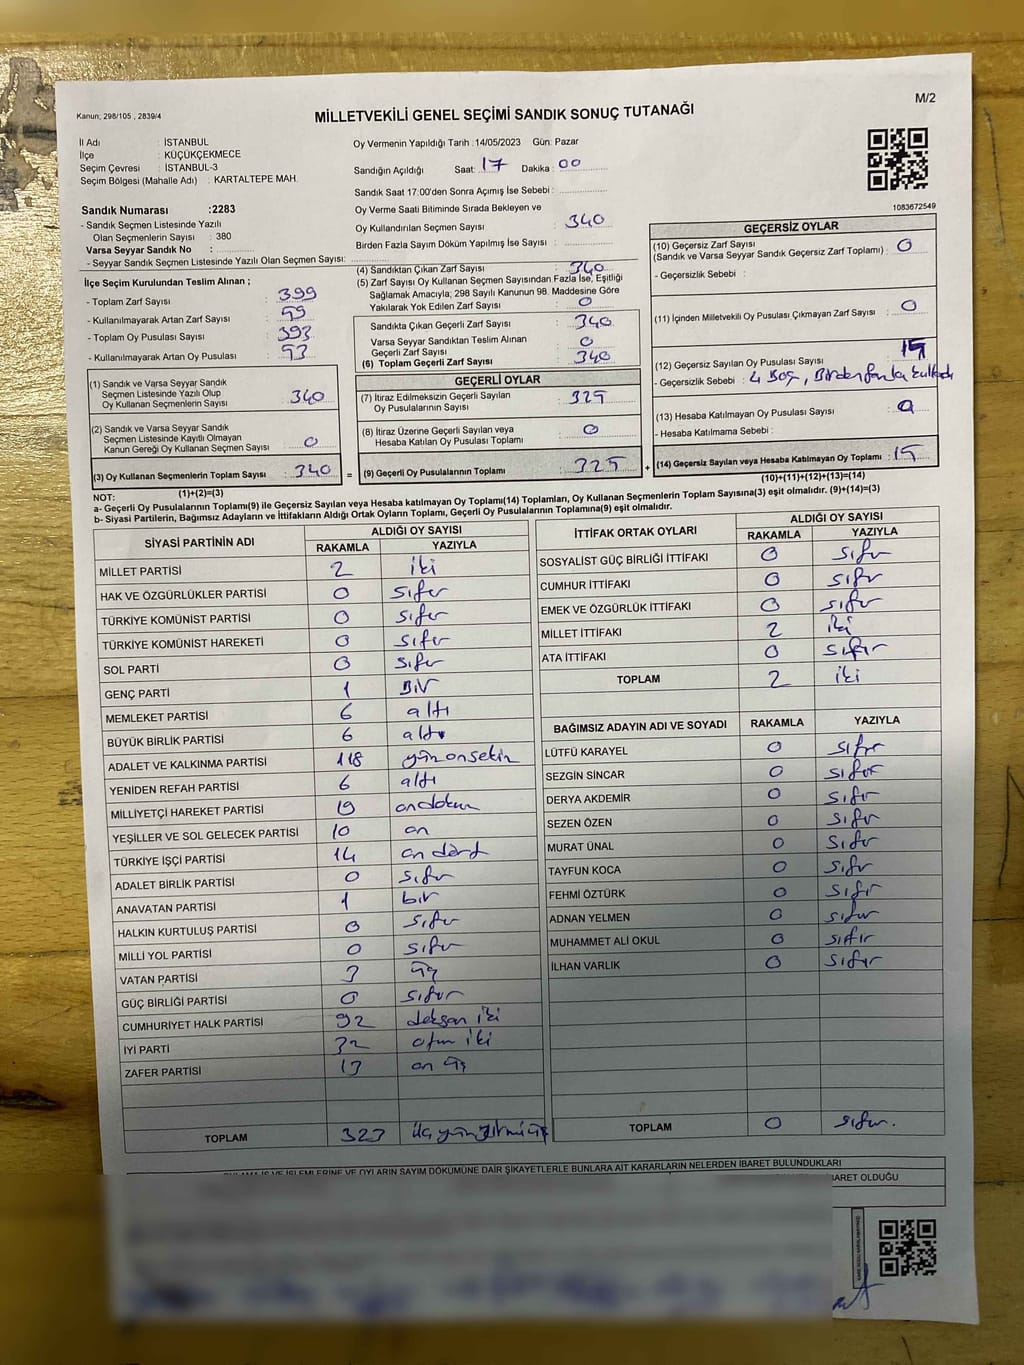 M/2
Kanun; 298/105 , 2839/4
MİLLETVEKİLİ GENEL SEÇİMİ SANDIK SONUÇ TUTANAĞI
İl Adı : İSTANBUL
İlçe : KÜÇÜKÇEKMECE
Seçim Çevresi : İSTANBUL-3
Seçim Bölgesi (Mahalle Adı) : KARTALTEPE MAH.
Oy Vermenin Yapıldığı Tarih :14/05/2023 Gün: Pazar
Sandığın Açıldığı Saat: 17 Dakika : 00
Sandık Saat 17:00'den Sonra Açımış İse Sebebi :
1083672549
Sandık Numarası :2283
- Sandık Seçmen Listesinde Yazılı
Olan Seçmenlerin Sayısı : 380
Varsa Seyyar Sandık No :
- Seyyar Sandık Seçmen Listesinde Yazılı Olan Seçmen Sayısı:
Oy Verme Saati Bitiminde Sırada Bekleyen ve
Oy Kullandırılan Seçmen Sayısı : 340
Birden Fazla Sayım Döküm Yapılmış İse Sayısı :
İlçe Seçim Kurulundan Teslim Alınan ;
- Toplam Zarf Sayısı : 399
- Kullanılmayarak Artan Zarf Sayısı : 59
- Toplam Oy Pusulası Sayısı : 393
- Kullanılmayarak Artan Oy Pusulası : 53
(4) Sandıktan Çıkan Zarf Sayısı : 340
(5) Zarf Sayısı Oy Kullanan Seçmen Sayısından Fazla İse, Eşitliği
Sağlamak Amacıyla; 298 Sayılı Kanunun 98. Maddesine Göre
Yakılarak Yok Edilen Zarf Sayısı : 0
Sandıkta Çıkan Geçerli Zarf Sayısı : 340
Varsa Seyyar Sandıktan Teslim Alınan
Geçerli Zarf Sayısı : 0
(6) Toplam Geçerli Zarf Sayısı : 340
GEÇERSİZ OYLAR
(10) Geçersiz Zarf Sayısı
(Sandık ve Varsa Seyyar Sandık Geçersiz Zarf Toplamı) : 0
- Geçersizlik Sebebi :
(11) İçinden Milletvekili Oy Pusulası Çıkmayan Zarf Sayısı : 0
(12) Geçersiz Sayılan Oy Pusulası Sayısı : 15
- Geçersizlik Sebebi : 4 Boş, Birden fazla
(13) Hesaba Katılmayan Oy Pusulası Sayısı : 0
- Hesaba Katılmama Sebebi :
(14) Geçersiz Sayılan veya Hesaba Katılmayan Oy Toplamı : 15
(10)+(11)+(12)+(13)=(14)
(1) Sandık ve Varsa Seyyar Sandık
Seçmen Listesinde Yazılı Olup
Oy Kullanan Seçmenlerin Sayısı : 340
(2) Sandık ve Varsa Seyyar Sandık
Seçmen Listesinde Kayıtlı Olmayan
Kanun Gereği Oy Kullanan Seçmen Sayısı : 0
(3) Oy Kullanan Seçmenlerin Toplam Sayısı : 340 =
(1)+(2)=(3)
GEÇERLİ OYLAR
(7) İtiraz Edilmeksizin Geçerli Sayılan
Oy Pusulalarının Sayısı : 325
(8) İtiraz Üzerine Geçerli Sayılan veya
Hesaba Katılan Oy Pusulası Toplamı : 0
(9) Geçerli Oy Pusulalarının Toplamı : 325 +
NOT:
a- Geçerli Oy Pusulalarının Toplamı(9) ile Geçersiz Sayılan veya Hesaba katılmayan Oy Toplamı(14) Toplamları, Oy Kullanan Seçmenlerin Toplam Sayısına(3) eşit olmalıdır. (9)+(14)=(3)
b- Siyasi Partilerin, Bağımsız Adayların ve İttifakların Aldığı Ortak Oyların Toplamı, Geçerli Oy Pusulalarının Toplamına(9) eşit olmalıdır.
SİYASİ PARTİNİN ADI ALDIĞI OY SAYISI
RAKAMLA YAZIYLA
MİLLET PARTİSİ 2 iki
HAK VE ÖZGÜRLÜKLER PARTİSİ 0 sıfır
TÜRKİYE KOMÜNİST PARTİSİ 0 sıfır
TÜRKİYE KOMÜNİST HAREKETİ 0 sıfır
SOL PARTİ 0 sıfır
GENÇ PARTİ 1 Bir
MEMLEKET PARTİSİ 6 altı
BÜYÜK BİRLİK PARTİSİ 6 altı
ADALET VE KALKINMA PARTİSİ 118 yüzonsekiz
YENİDEN REFAH PARTİSİ 6 altı
MİLLİYETÇİ HAREKET PARTİSİ 19 ondokuz
YEŞİLLER VE SOL GELECEK PARTİSİ 10 on
TÜRKİYE İŞÇİ PARTİSİ 14 on dört
ADALET BİRLİK PARTİSİ 0 sıfır
ANAVATAN PARTİSİ 1 bir
HALKIN KURTULUŞ PARTİSİ 0 sıfır
MİLLİ YOL PARTİSİ 0 sıfır
VATAN PARTİSİ 3 üç
GÜÇ BİRLİĞİ PARTİSİ 0 sıfır
CUMHURİYET HALK PARTİSİ 92 doksan iki
İYİ PARTİ 32 otuz iki
ZAFER PARTİSİ 13 on üç
TOPLAM 323 üç yüz yirmi üç
İTTİFAK ORTAK OYLARI ALDIĞI OY SAYISI
RAKAMLA YAZIYLA
SOSYALİST GÜÇ BİRLİĞİ İTTİFAKI 0 sıfır
CUMHUR İTTİFAKI 0 sıfır
EMEK VE ÖZGÜRLÜK İTTİFAKI 0 sıfır
MİLLET İTTİFAKI 2 iki
ATA İTTİFAKI 0 sıfır
TOPLAM 2 iki
BAĞIMSIZ ADAYIN ADI VE SOYADI RAKAMLA YAZIYLA
LÜTFÜ KARAYEL 0 sıfır
SEZGİN SİNCAR 0 sıfır
DERYA AKDEMİR 0 sıfır
SEZEN ÖZEN 0 sıfır
MURAT ÜNAL 0 sıfır
TAYFUN KOCA 0 sıfır
FEHMİ ÖZTÜRK 0 sıfır
ADNAN YELMEN 0 sıfır
MUHAMMET ALİ OKUL 0 sıfır
İLHAN VARLIK 0 sıfır
TOPLAM 0 sıfır.
İŞLEMLERİNE VE OYLARIN SAYIM DÖKÜMÜNE DAİR ŞİKAYETLERLE BUNLARA AİT KARARLARIN NELERDEN İBARET BULUNDUKLARI
İBARET OLDUĞU